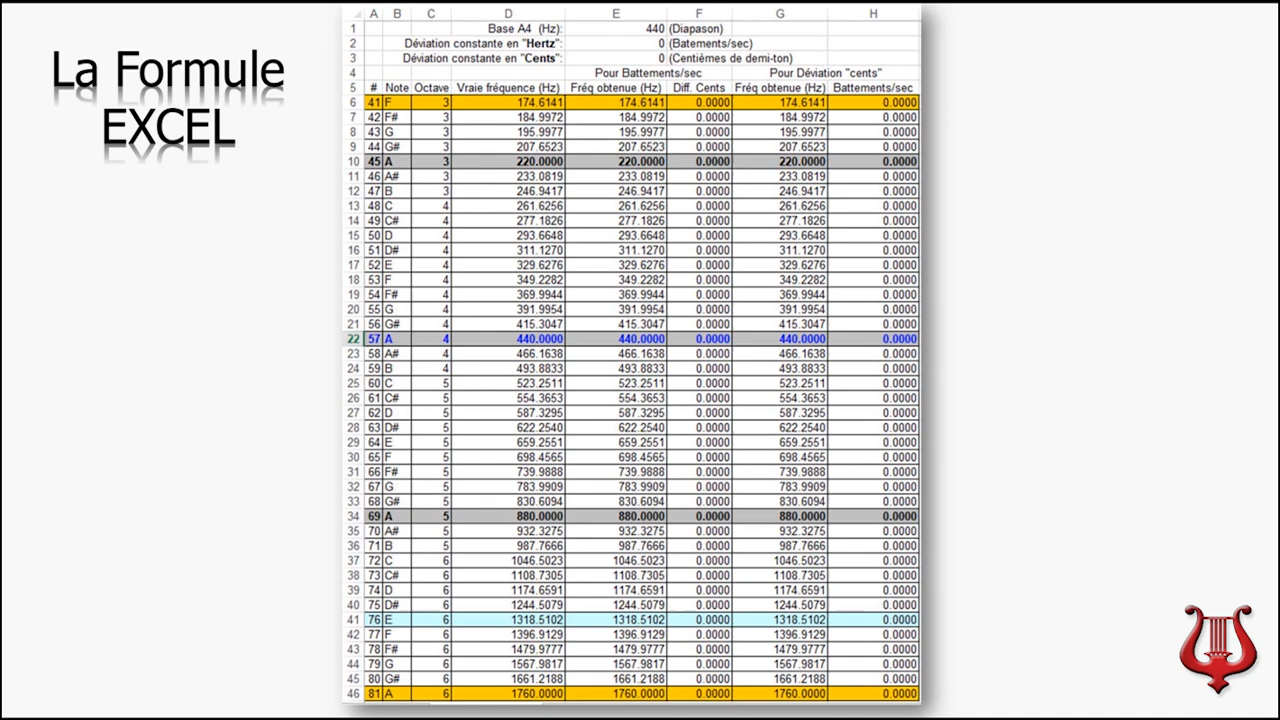 La Formule
EXCEL
A B C D E F G H
1 Base A4 (Hz): 440 (Diapason)
2 Déviation constante en "Hertz": 0 (Batements/sec)
3 Déviation constante en "Cents": 0 (Centièmes de demi-ton)
4 Pour Battements/sec Pour Déviation "cents"
5 # Note Octave Vraie fréquence (Hz) Fréq obtenue (Hz) Diff. Cents Fréq obtenue (Hz) Battements/sec
6 41 F 3 174.6141 174.6141 0.0000 174.6141 0.0000
7 42 F# 3 184.9972 184.9972 0.0000 184.9972 0.0000
8 43 G 3 195.9977 195.9977 0.0000 195.9977 0.0000
9 44 G# 3 207.6523 207.6523 0.0000 207.6523 0.0000
10 45 A 3 220.0000 220.0000 0.0000 220.0000 0.0000
11 46 A# 3 233.0819 233.0819 0.0000 233.0819 0.0000
12 47 B 3 246.9417 246.9417 0.0000 246.9417 0.0000
13 48 C 4 261.6256 261.6256 0.0000 261.6256 0.0000
14 49 C# 4 277.1826 277.1826 0.0000 277.1826 0.0000
15 50 D 4 293.6648 293.6648 0.0000 293.6648 0.0000
16 51 D# 4 311.1270 311.1270 0.0000 311.1270 0.0000
17 52 E 4 329.6276 329.6276 0.0000 329.6276 0.0000
18 53 F 4 349.2282 349.2282 0.0000 349.2282 0.0000
19 54 F# 4 369.9944 369.9944 0.0000 369.9944 0.0000
20 55 G 4 391.9954 391.9954 0.0000 391.9954 0.0000
21 56 G# 4 415.3047 415.3047 0.0000 415.3047 0.0000
22 57 A 4 440.0000 440.0000 0.0000 440.0000 0.0000
23 58 A# 4 466.1638 466.1638 0.0000 466.1638 0.0000
24 59 B 4 493.8833 493.8833 0.0000 493.8833 0.0000
25 60 C 5 523.2511 523.2511 0.0000 523.2511 0.0000
26 61 C# 5 554.3653 554.3653 0.0000 554.3653 0.0000
27 62 D 5 587.3295 587.3295 0.0000 587.3295 0.0000
28 63 D# 5 622.2540 622.2540 0.0000 622.2540 0.0000
29 64 E 5 659.2551 659.2551 0.0000 659.2551 0.0000
30 65 F 5 698.4565 698.4565 0.0000 698.4565 0.0000
31 66 F# 5 739.9888 739.9888 0.0000 739.9888 0.0000
32 67 G 5 783.9909 783.9909 0.0000 783.9909 0.0000
33 68 G# 5 830.6094 830.6094 0.0000 830.6094 0.0000
34 69 A 5 880.0000 880.0000 0.0000 880.0000 0.0000
35 70 A# 5 932.3275 932.3275 0.0000 932.3275 0.0000
36 71 B 5 987.7666 987.7666 0.0000 987.7666 0.0000
37 72 C 6 1046.5023 1046.5023 0.0000 1046.5023 0.0000
38 73 C# 6 1108.7305 1108.7305 0.0000 1108.7305 0.0000
39 74 D 6 1174.6591 1174.6591 0.0000 1174.6591 0.0000
40 75 D# 6 1244.5079 1244.5079 0.0000 1244.5079 0.0000
41 76 E 6 1318.5102 1318.5102 0.0000 1318.5102 0.0000
42 77 F 6 1396.9129 1396.9129 0.0000 1396.9129 0.0000
43 78 F# 6 1479.9777 1479.9777 0.0000 1479.9777 0.0000
44 79 G 6 1567.9817 1567.9817 0.0000 1567.9817 0.0000
45 80 G# 6 1661.2188 1661.2188 0.0000 1661.2188 0.0000
46 81 A 6 1760.0000 1760.0000 0.0000 1760.0000 0.0000